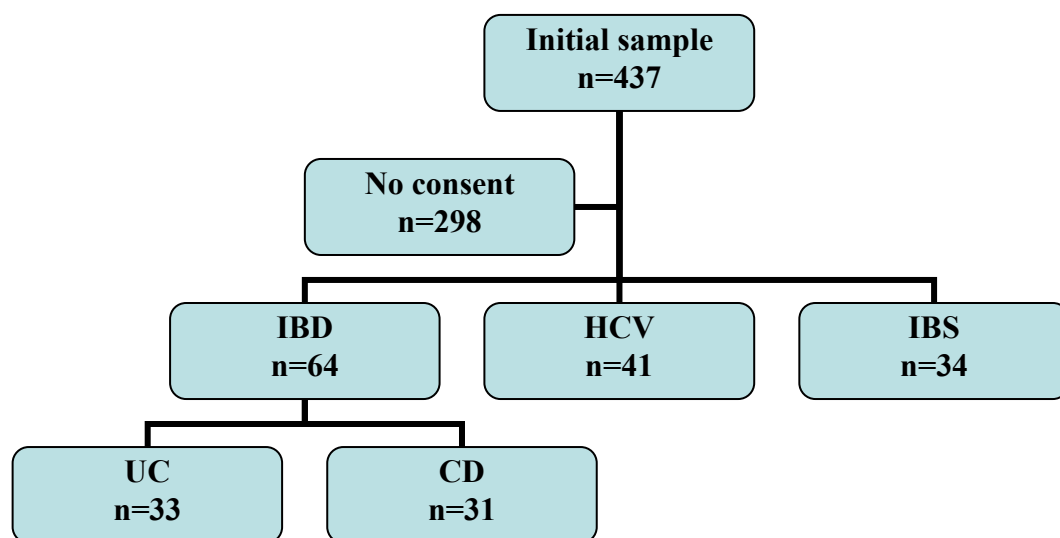 Initial sample
n=437
No consent
n=298
IBD
n=64
HCV
n=41
IBS
n=34
UC
n=33
CD
n=31